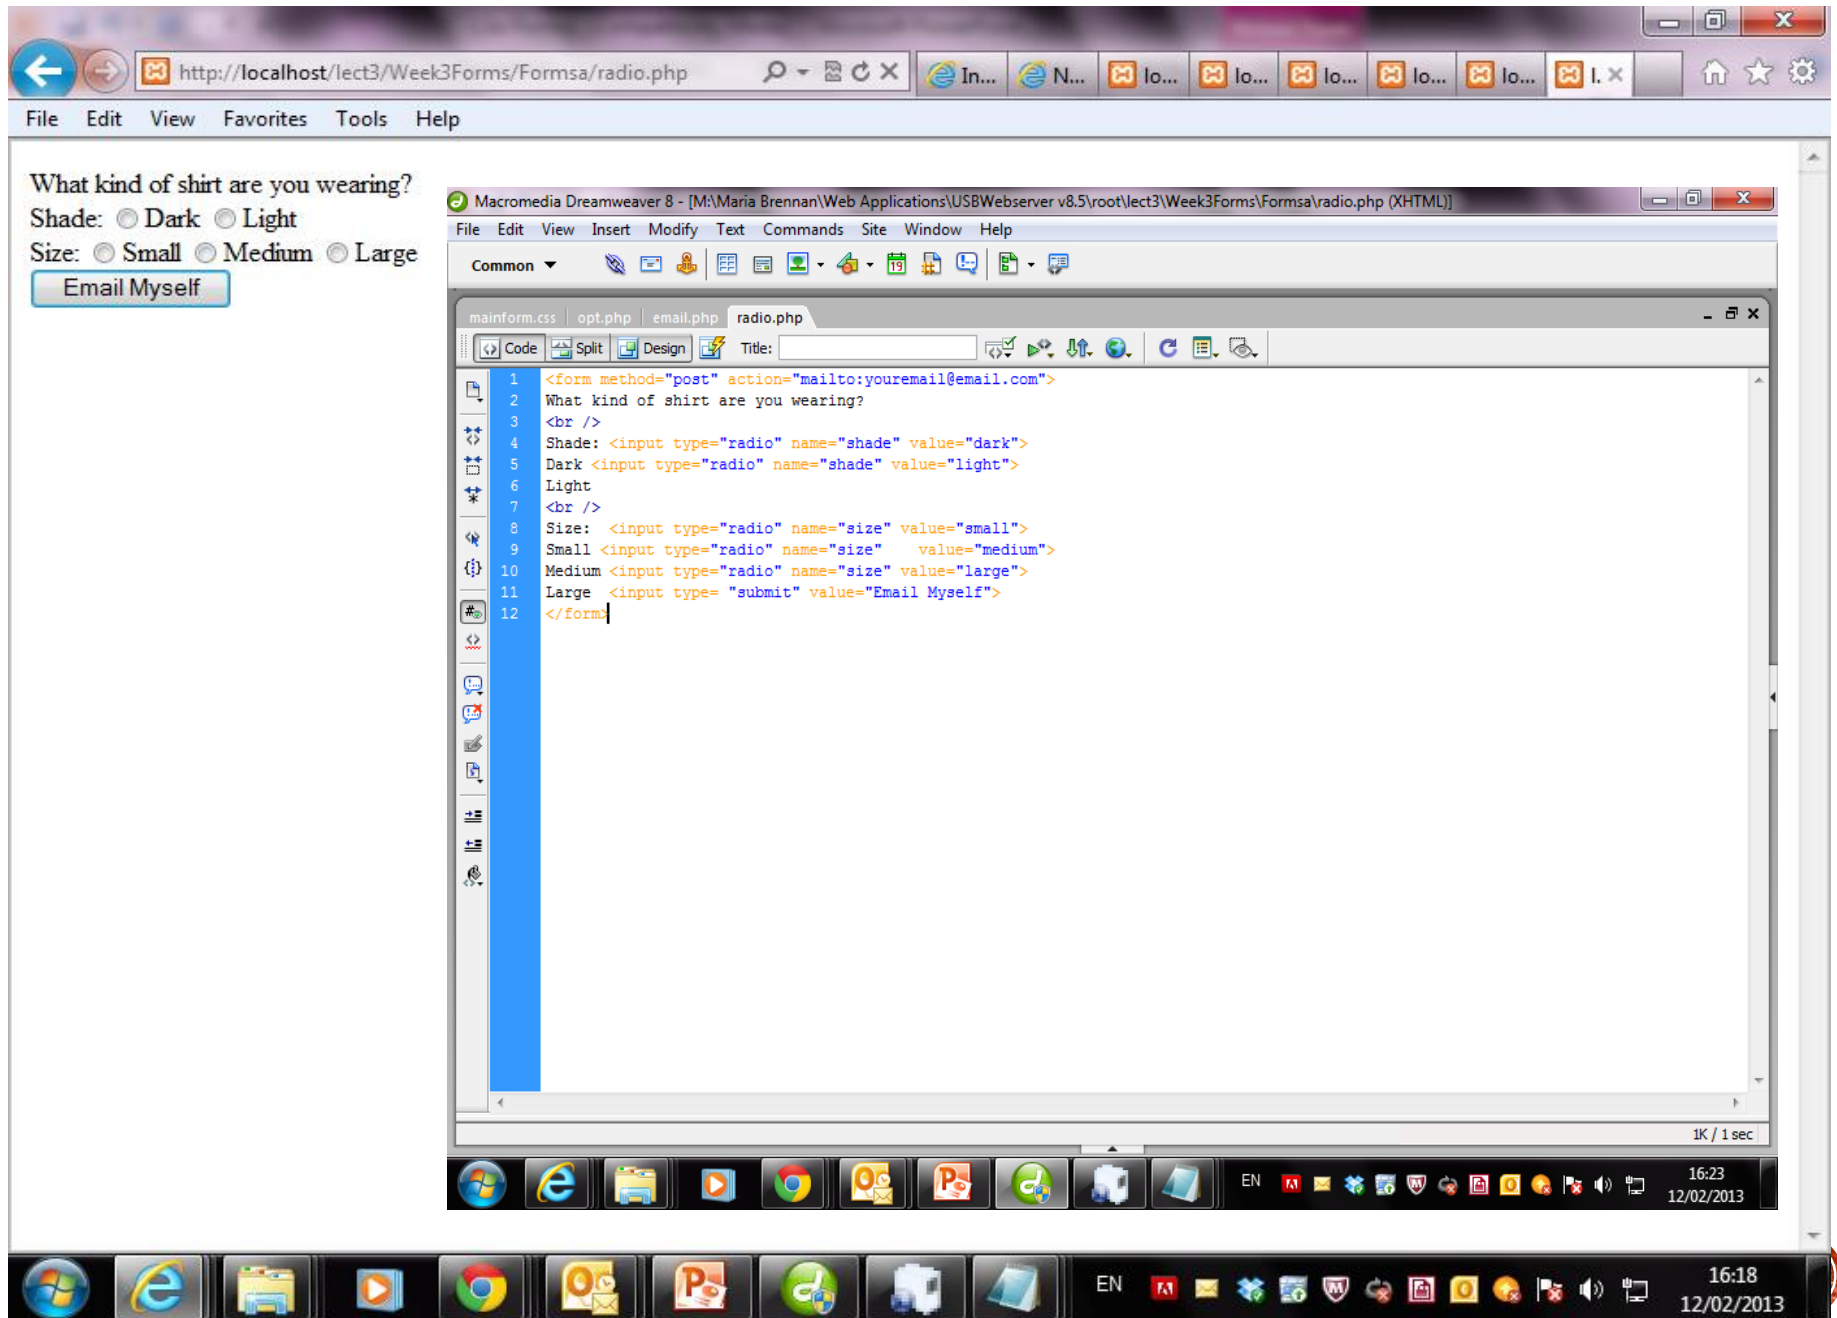 http://localhost/lect3/Week3Forms/Formsa/radio.php
In... N... lo... lo... lo... lo... lo... l.
File Edit View Favorites Tools Help
What kind of shirt are you wearing?
Shade: Dark Light
Size: Small Medium Large
Email Myself
Macromedia Dreamweaver 8 - [M:\Maria Brennan\Web Applications\USBWebserver v8.5\root\lect3\Week3Forms\Formsa\radio.php (XHTML)]
File Edit View Insert Modify Text Commands Site Window Help
Common
mainform.css opt.php email.php radio.php
Code Split Design Title:
1 <form method="post" action="mailto:youremail@email.com">
2 What kind of shirt are you wearing?
3 <br />
4 Shade: <input type="radio" name="shade" value="dark">
5 Dark <input type="radio" name="shade" value="light">
6 Light
7 <br />
8 Size:  <input type="radio" name="size" value="small">
9 Small <input type="radio" name="size"    value="medium">
10 Medium <input type="radio" name="size" value="large">
11 Large  <input type= "submit" value="Email Myself">
12 </form>
1K / 1 sec
EN 16:23
12/02/2013
EN 16:18
12/02/2013